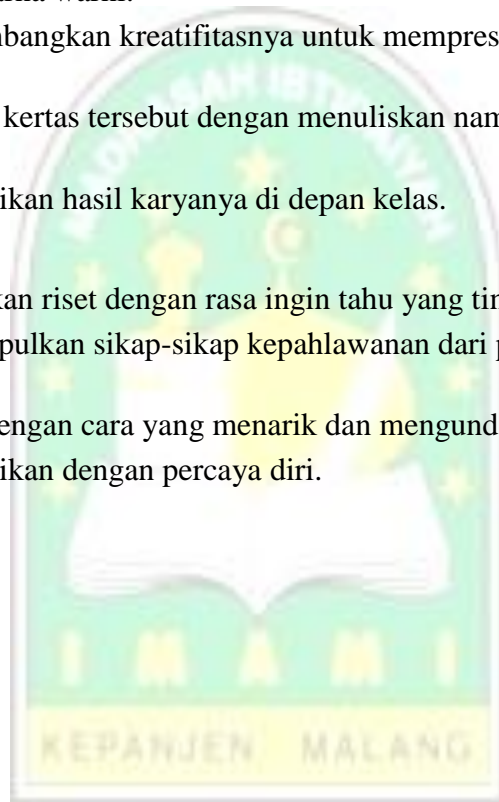 mbangkan kreatifitasnya untuk mempres
kertas tersebut dengan menuliskan nam
ikan hasil karyanya di depan kelas.
kan riset dengan rasa ingin tahu yang tin
pulkan sikap-sikap kepahlawanan dari p
engan cara yang menarik dan mengund
ikan dengan percaya diri.
MADRASAH IBTIDAIYAH
I M A M I
KEPANJEN MALANG